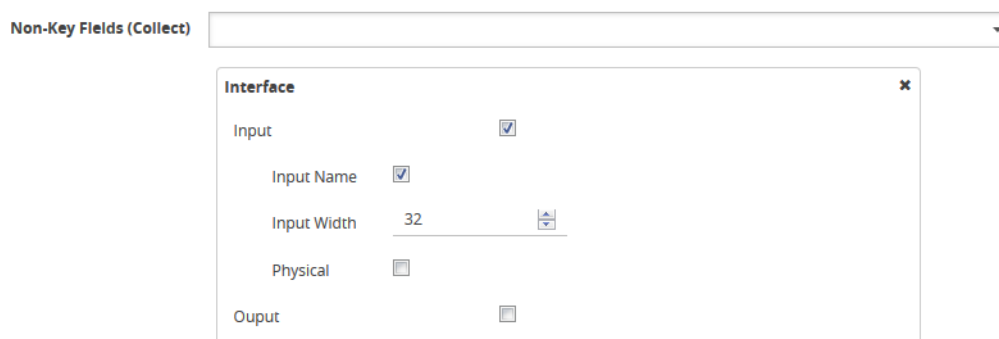 Non-Key Fields (Collect)
Interface
Input
Input Name
Input Width 32
Physical
Ouput